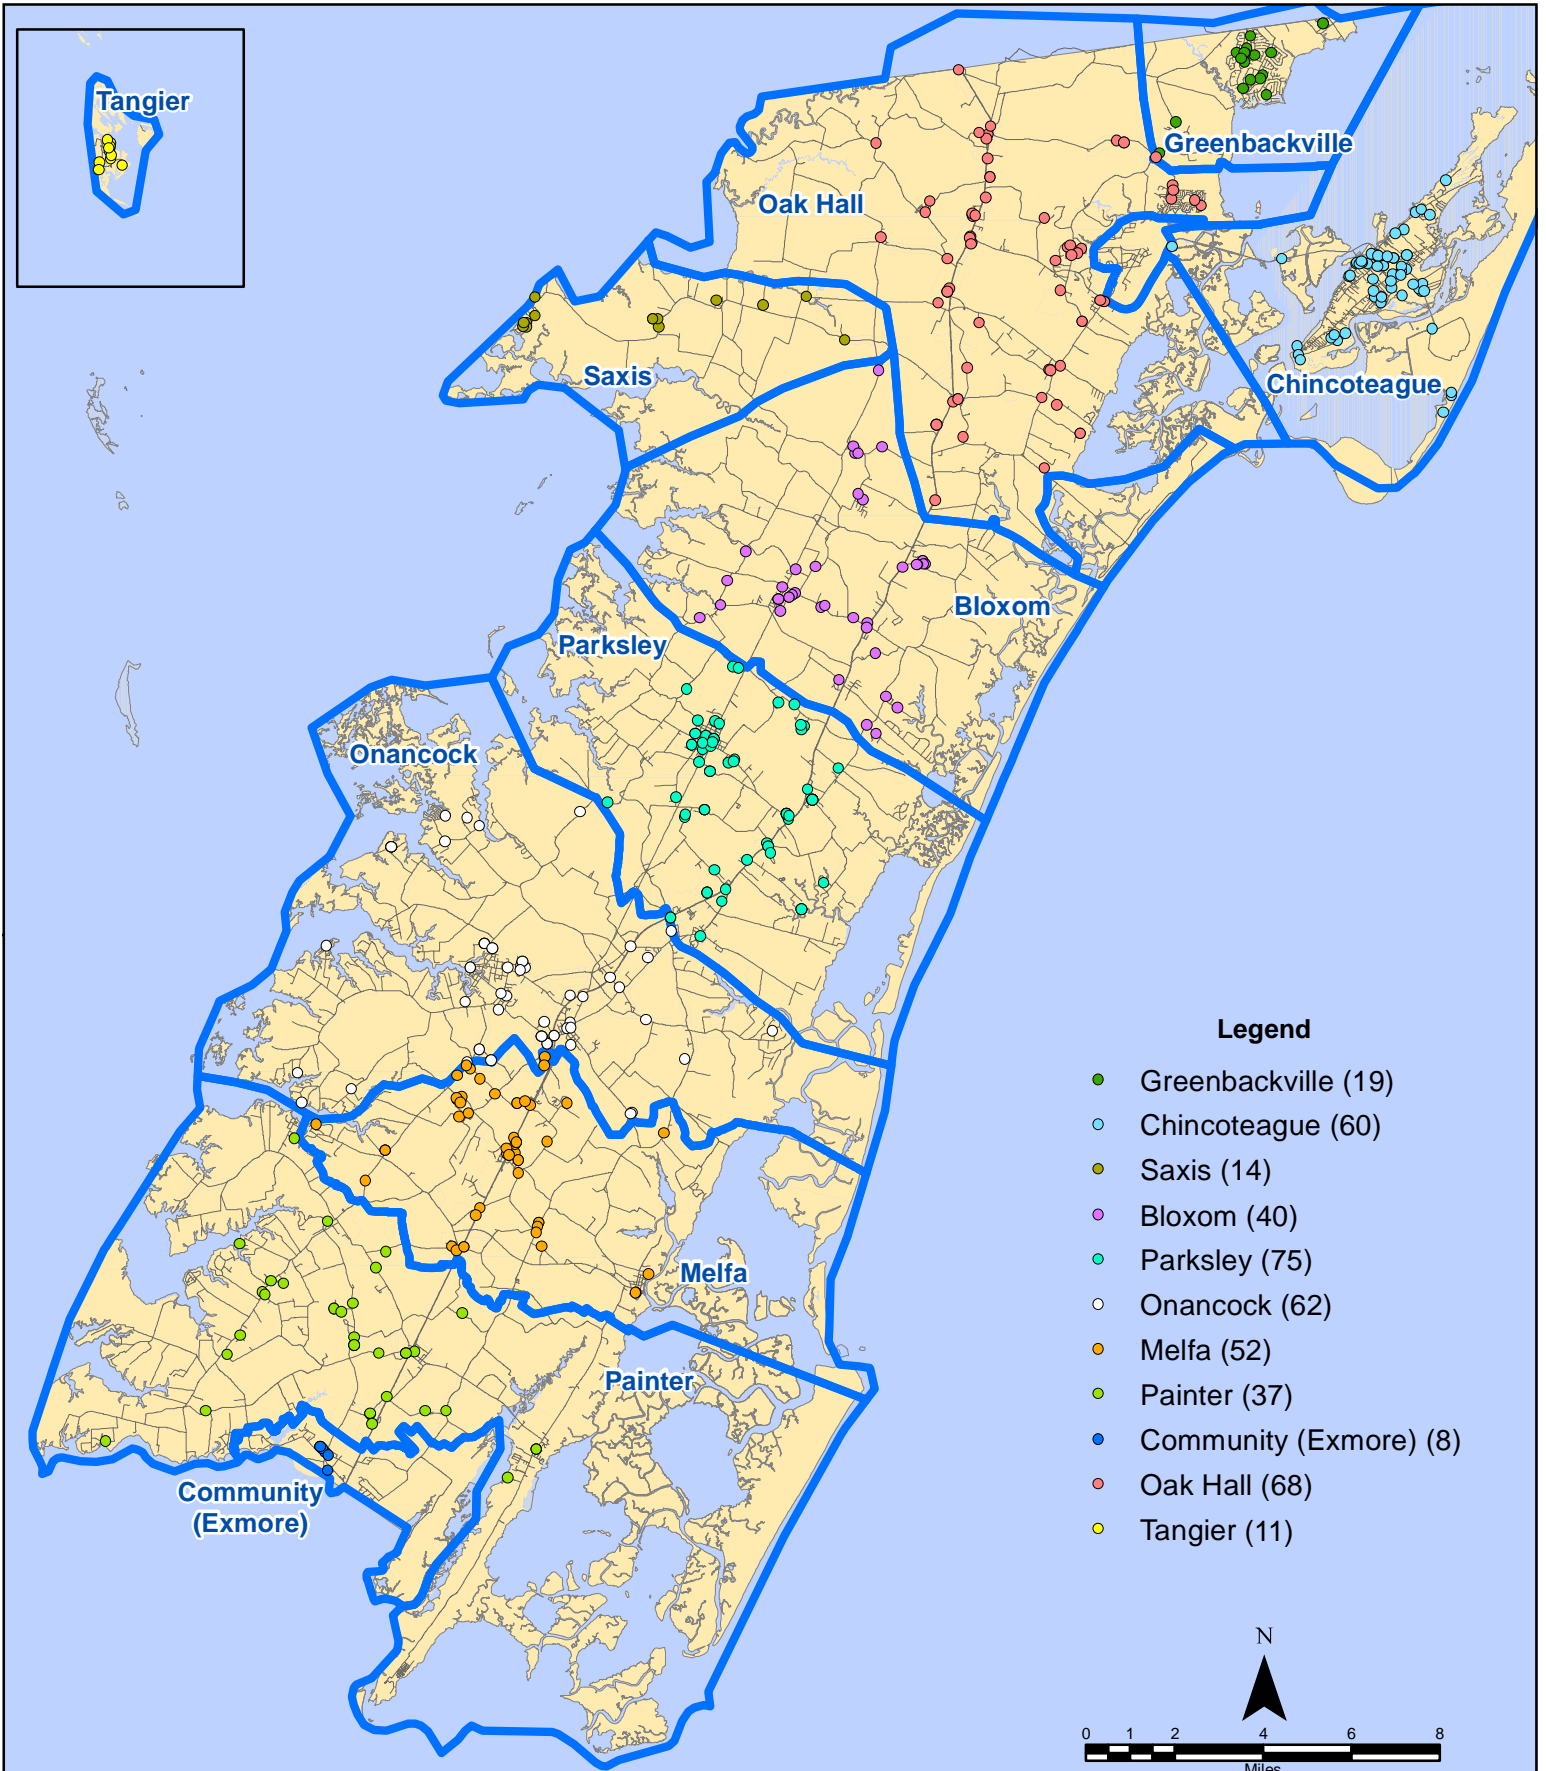 Tangier
Greenbackville
Oak Hall
Saxis
Chincoteague
Bloxom
Parksley
Onancock
Melfa
Painter
Community
(Exmore)
Legend
Greenbackville (19)
Chincoteague (60)
Saxis (14)
Bloxom (40)
Parksley (75)
Onancock (62)
Melfa (52)
Painter (37)
Community (Exmore) (8)
Oak Hall (68)
Tangier (11)
N
0 1 2 4 6 8
Miles